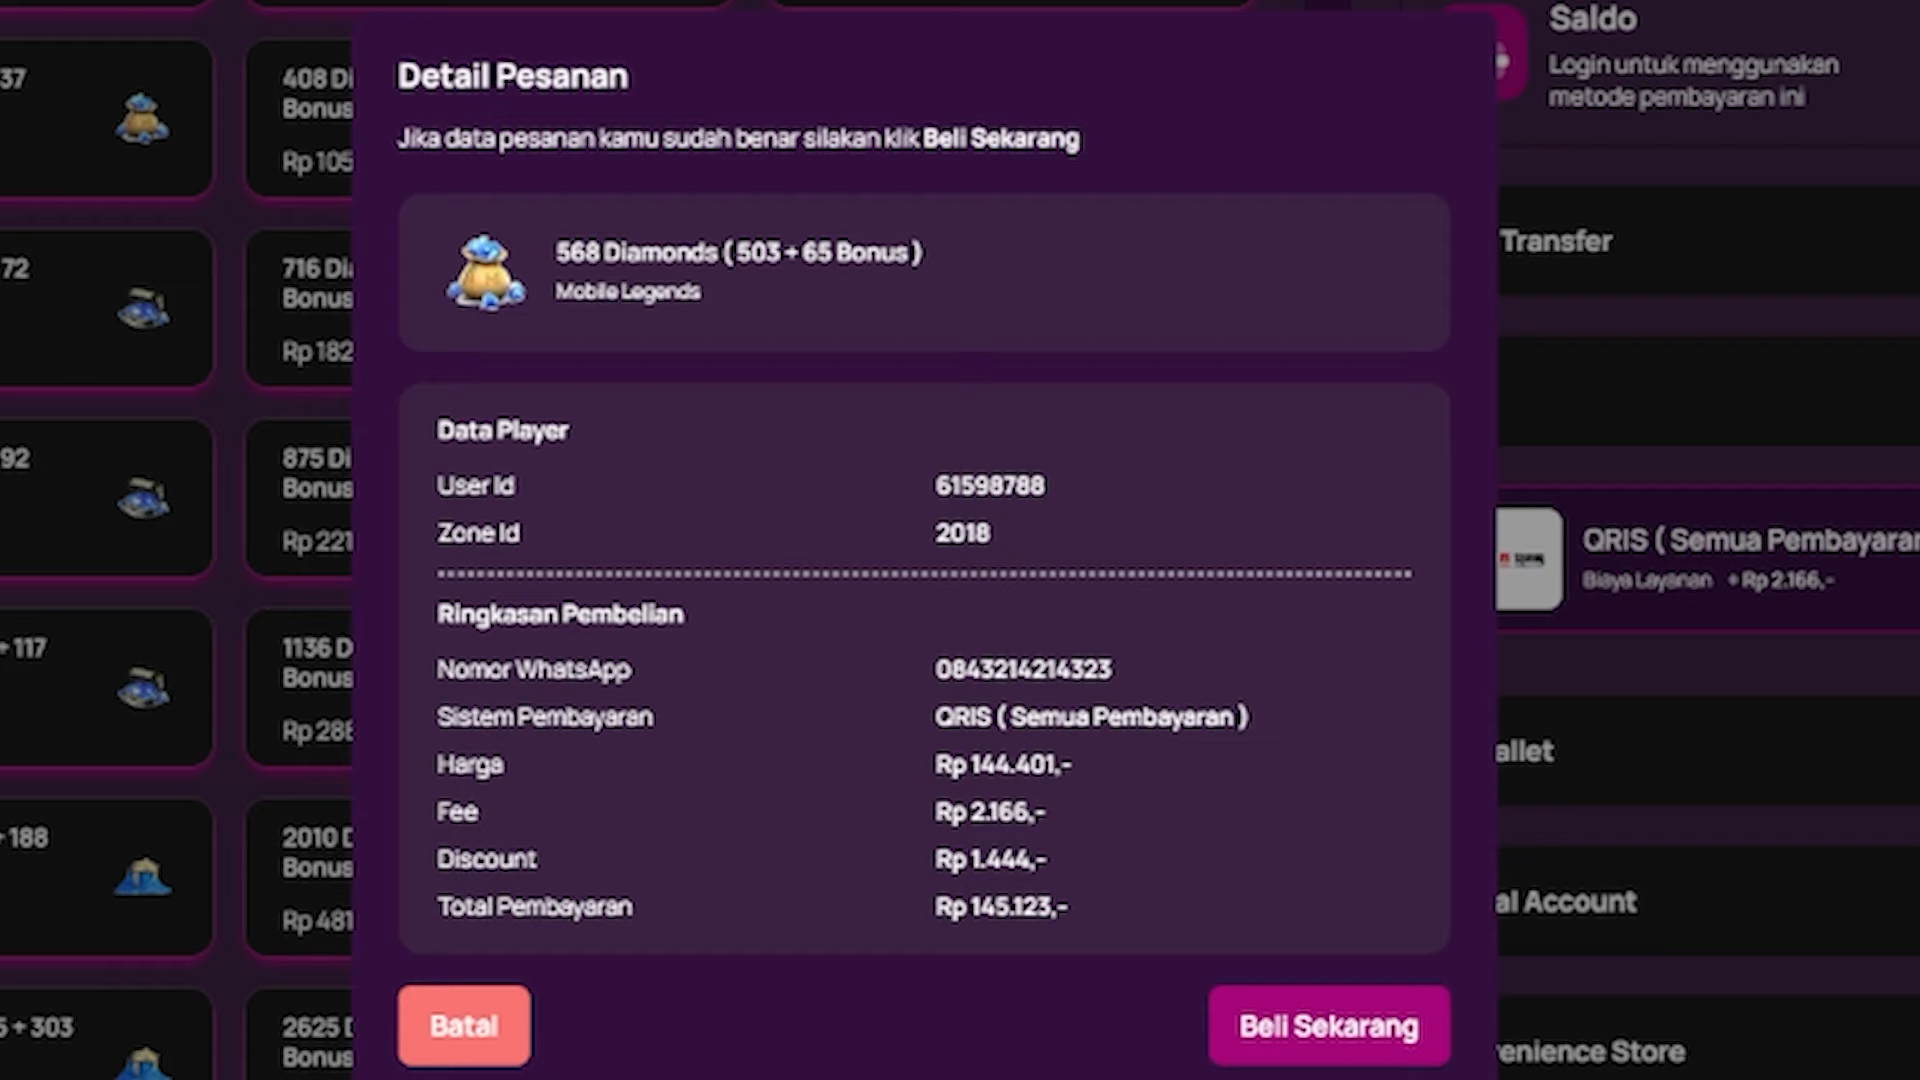 37
72
92
+ 117
+ 188
5 + 303
408 Di
Bonus
Rp 105
716 Dia
Bonus
Rp 182
875 Di
Bonus
Rp 221
1136 D
Bonus
Rp 288
2010 D
Bonus
Rp 481
2625 D
Bonus
Detail Pesanan
Jika data pesanan kamu sudah benar silakan klik Beli Sekarang
568 Diamonds ( 503 + 65 Bonus )
Mobile Legends
Data Player
User Id 61598788
Zone Id 2018
Ringkasan Pembelian
Nomor WhatsApp 0843214214323
Sistem Pembayaran QRIS ( Semua Pembayaran )
Harga Rp 144.401,-
Fee Rp 2.166,-
Discount Rp 1.444,-
Total Pembayaran Rp 145.123,-
Batal Beli Sekarang
Saldo
Login untuk menggunakan
metode pembayaran ini
Transfer
QRIS ( Semua Pembayaran
Biaya Layanan + Rp 2.166,-
allet
al Account
enience Store